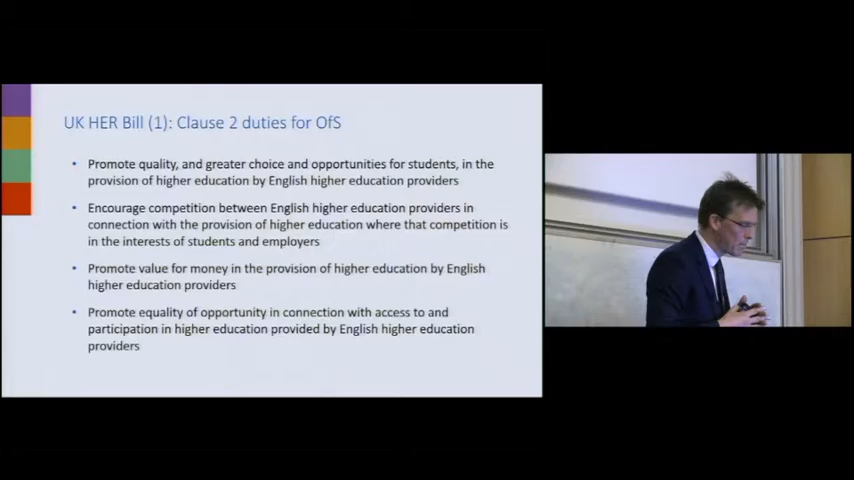 UK HER Bill (1): Clause 2 duties for OfS
• Promote quality, and greater choice and opportunities for students, in the
provision of higher education by English higher education providers
• Encourage competition between English higher education providers in
connection with the provision of higher education where that competition is
in the interests of students and employers
• Promote value for money in the provision of higher education by English
higher education providers
• Promote equality of opportunity in connection with access to and
participation in higher education provided by English higher education
providers